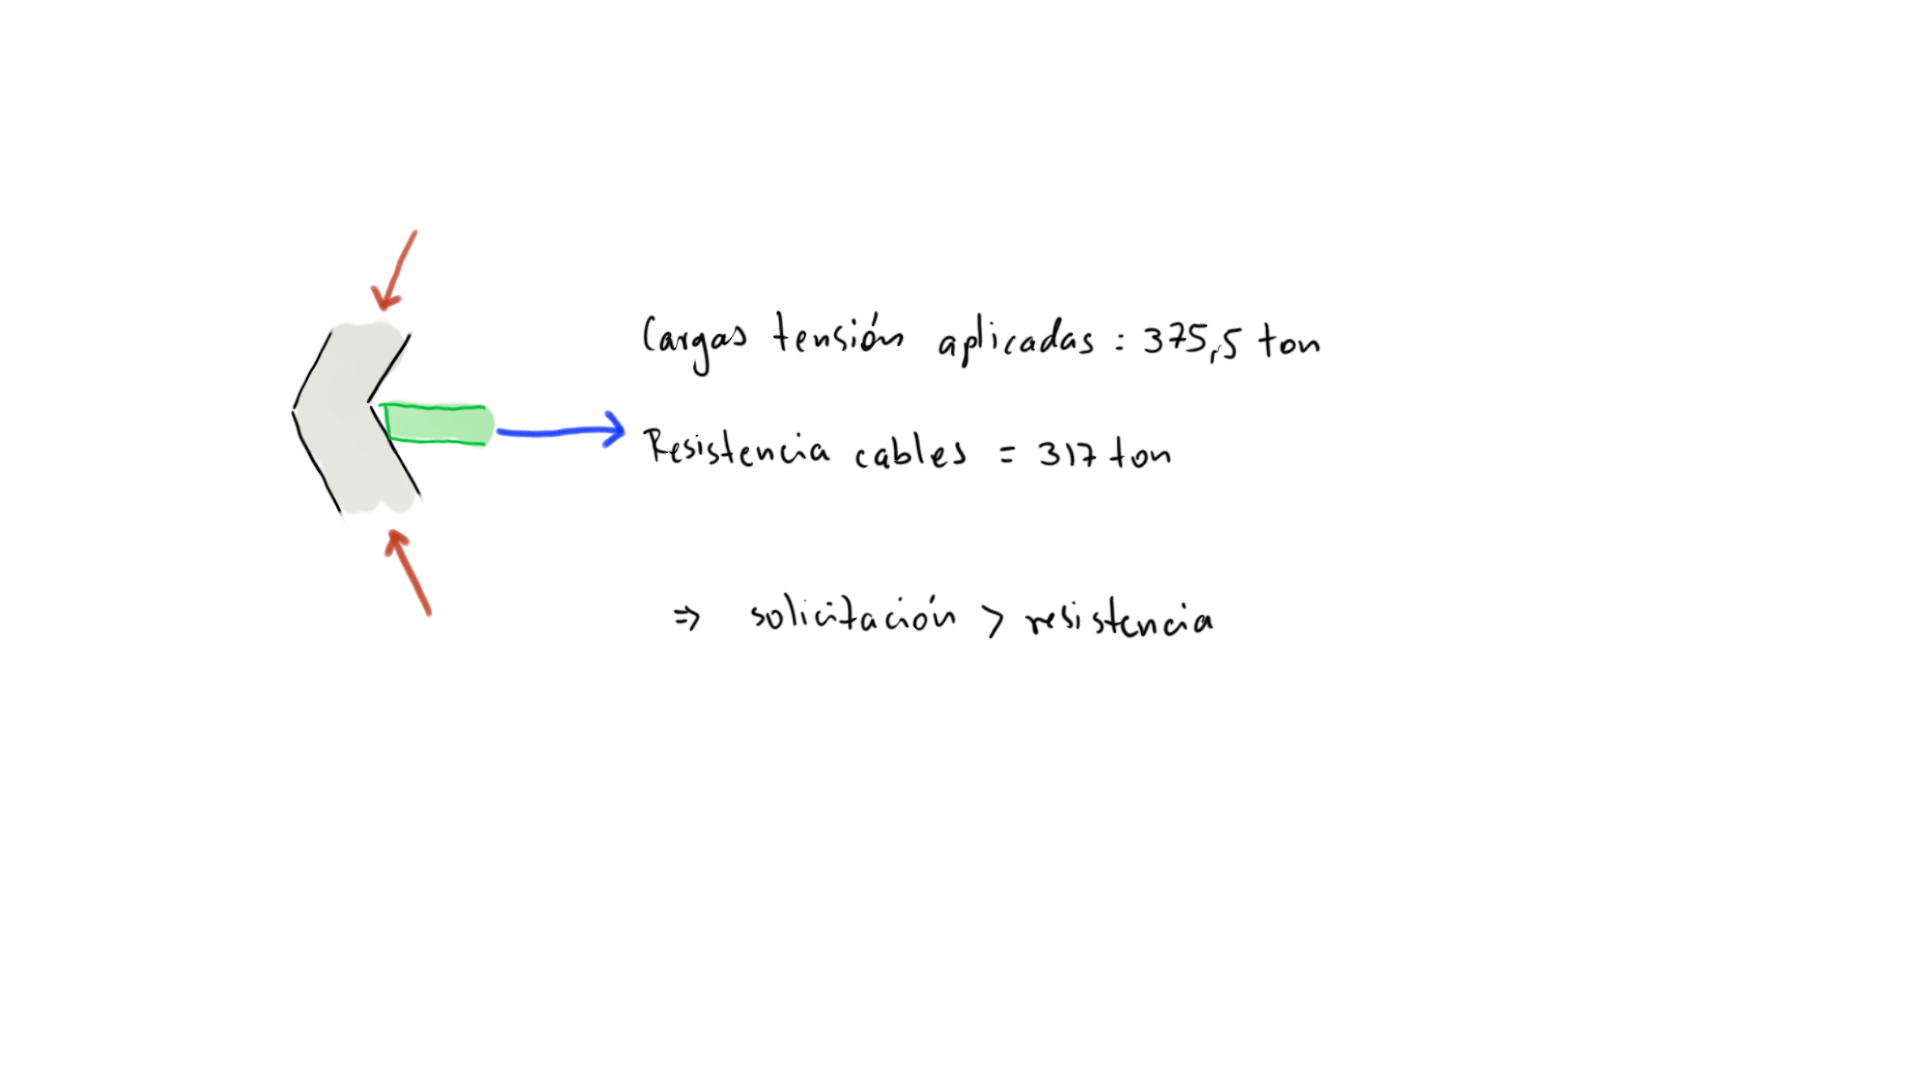 Cargas tensión aplicadas : 375,5 ton
Resistencia cables = 317 ton
⇒ solicitación > resistencia